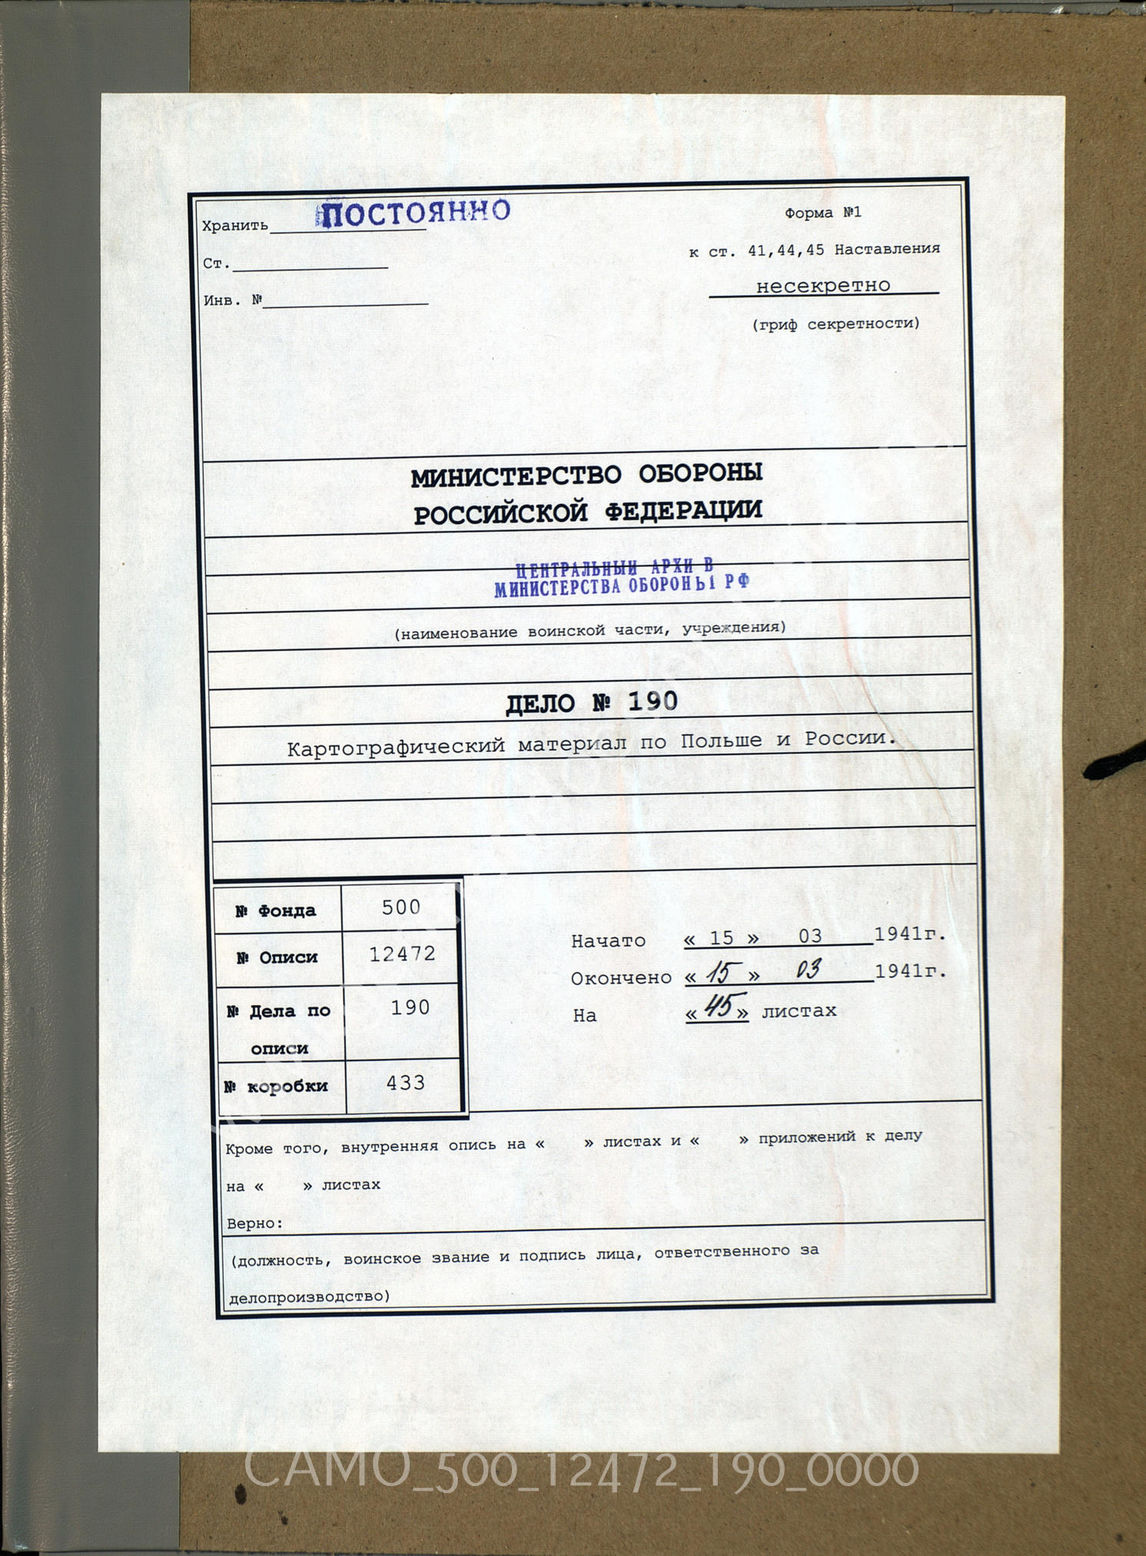 Хранить ПОСТОЯННО
Форма №1
Ст.
к ст. 41,44,45 Наставления
Инв. №
несекретно
(гриф секретности)
МИНИСТЕРСТВО ОБОРОНЫ
РОССИЙСКОЙ ФЕДЕРАЦИИ
ЦЕНТРАЛЬНЫЙ АРХИВ
МИНИСТЕРСТВА ОБОРОНЫ РФ
(наименование воинской части, учреждения)
ДЕЛО № 190
Картографический материал по Польше и России.
№ Фонда 500
№ Описи 12472
№ Дела по описи 190
№ коробки 433
Начато « 15 » 03 1941г.
Окончено « 15 » 03 1941г.
На « 45 » листах
Кроме того, внутренняя опись на « » листах и « » приложений к делу
на « » листах
Верно:
(должность, воинское звание и подпись лица, ответственного за
делопроизводство)
CAMO_500_12472_190_0000